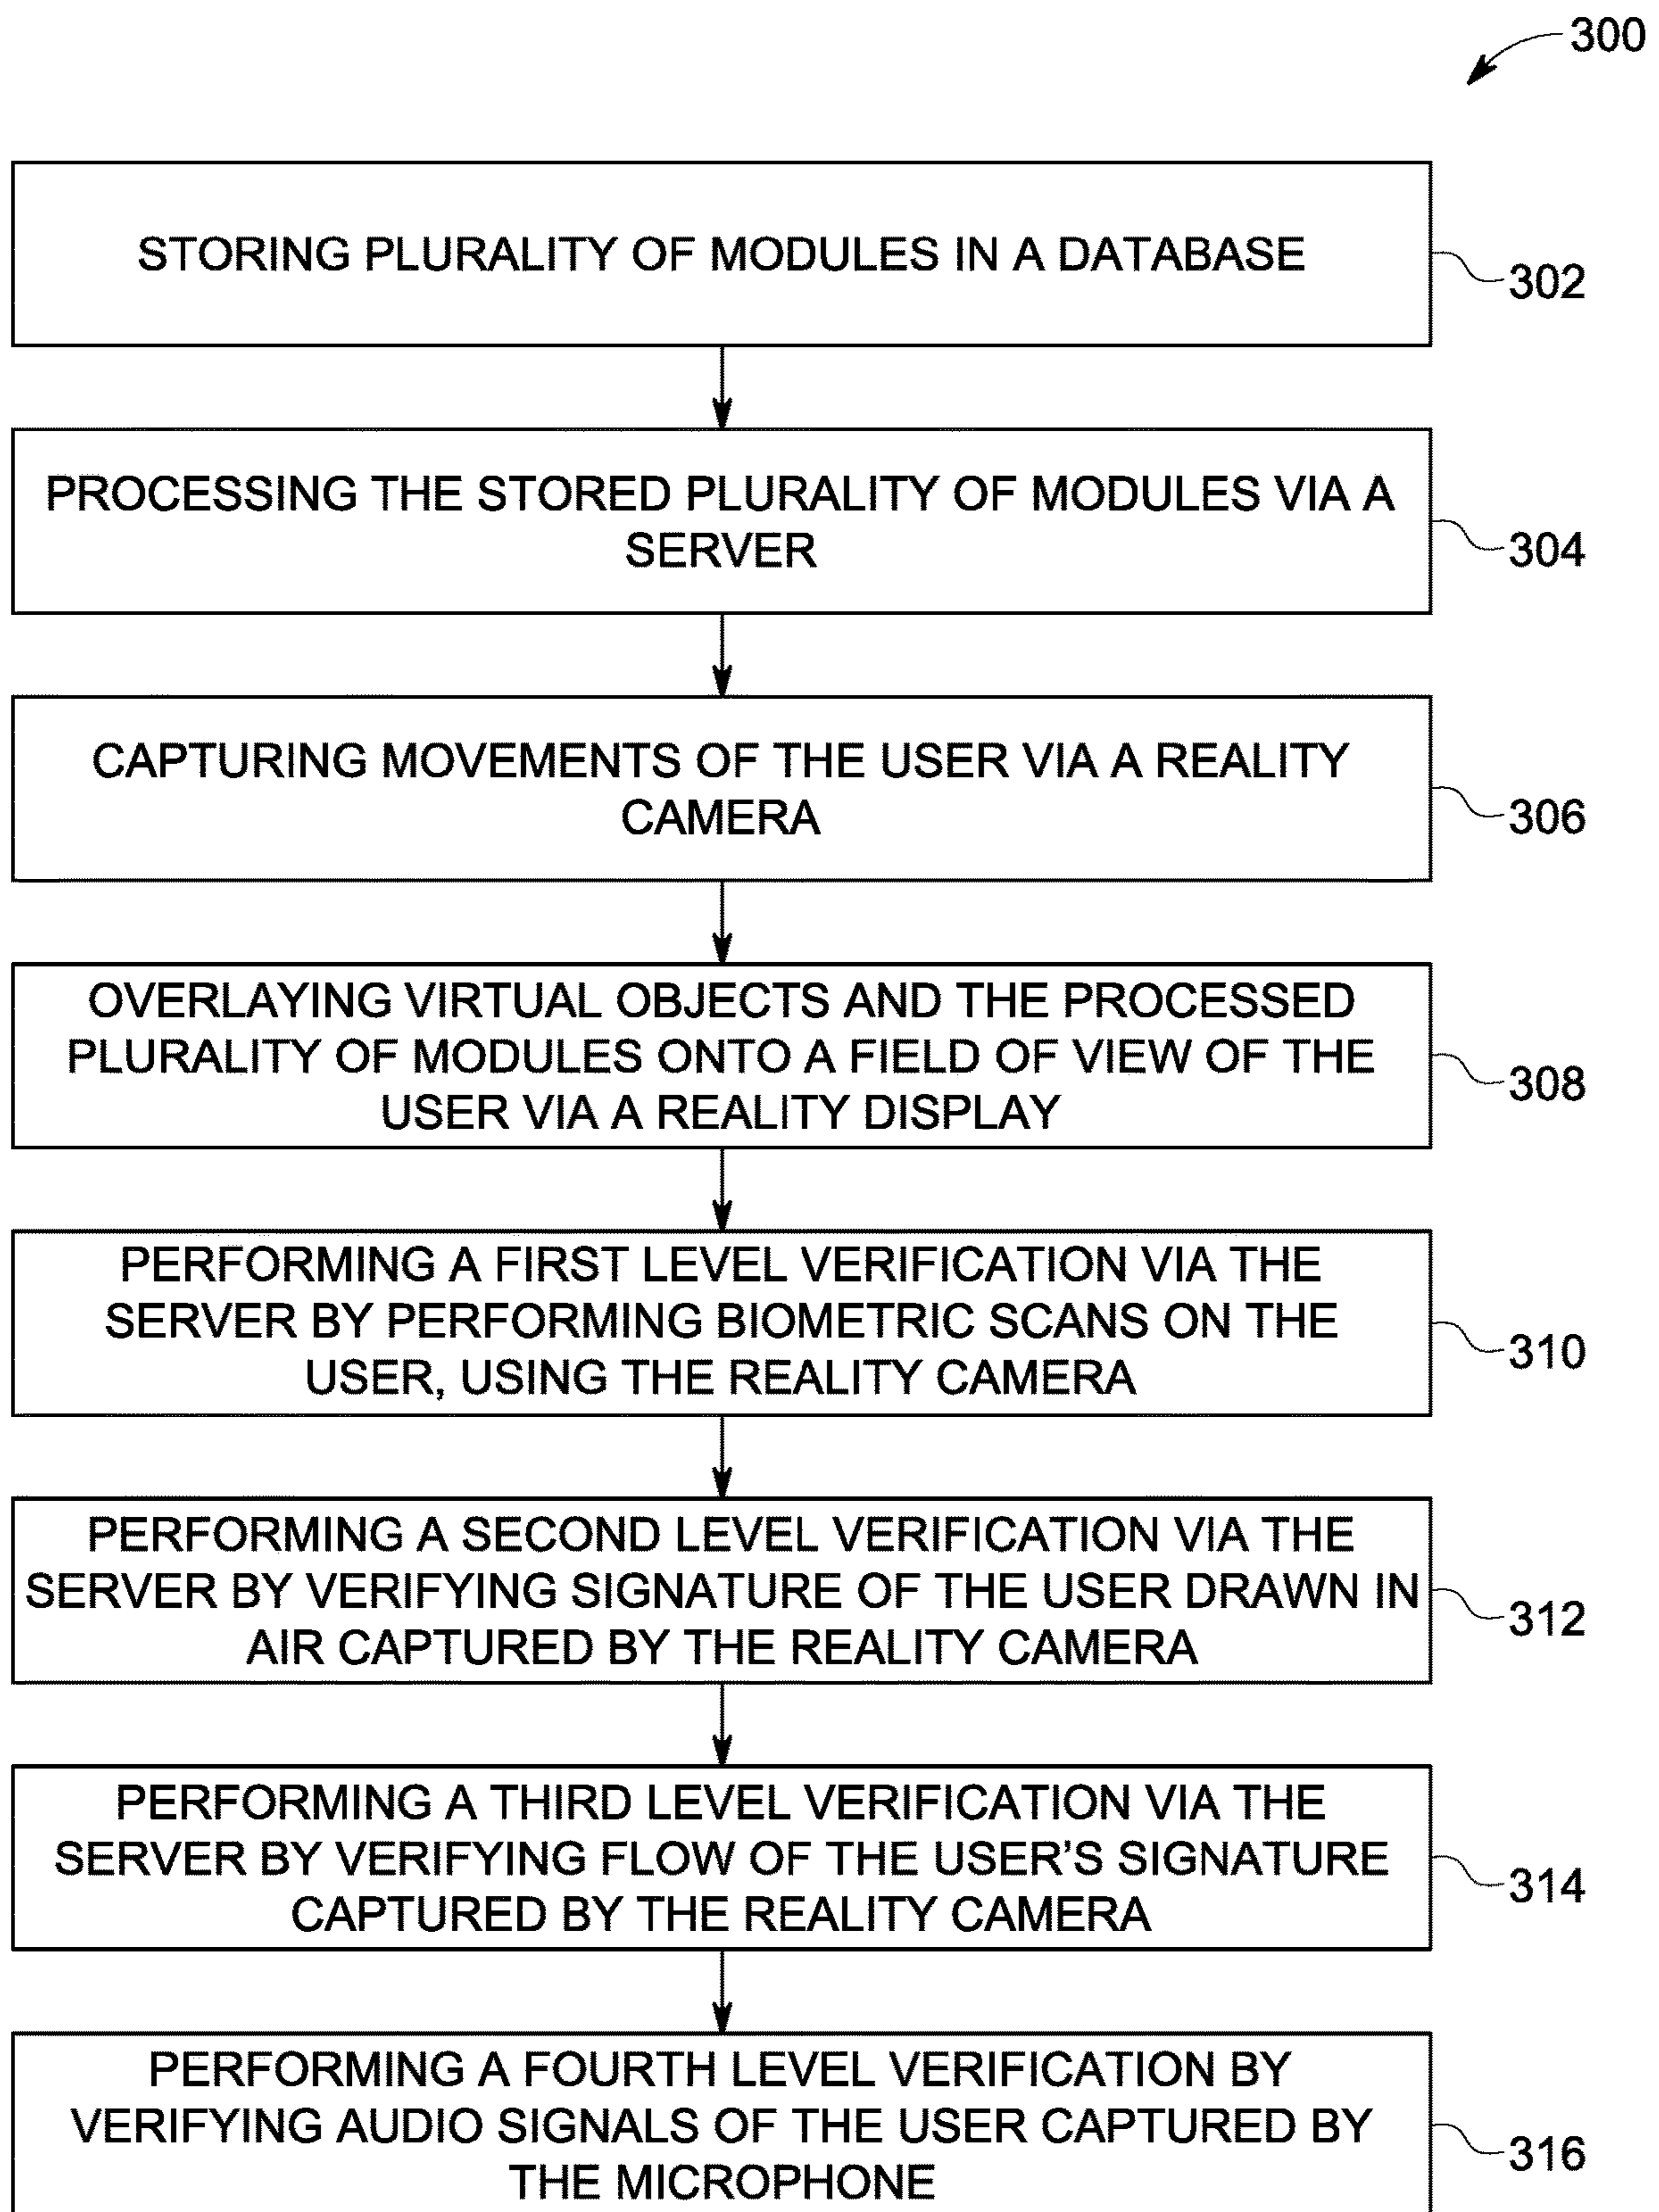 300
STORING PLURALITY OF MODULES IN A DATABASE
302
PROCESSING THE STORED PLURALITY OF MODULES VIA A
SERVER
304
CAPTURING MOVEMENTS OF THE USER VIA A REALITY
CAMERA
306
OVERLAYING VIRTUAL OBJECTS AND THE PROCESSED
PLURALITY OF MODULES ONTO A FIELD OF VIEW OF THE
USER VIA A REALITY DISPLAY
308
PERFORMING A FIRST LEVEL VERIFICATION VIA THE
SERVER BY PERFORMING BIOMETRIC SCANS ON THE
USER, USING THE REALITY CAMERA
310
PERFORMING A SECOND LEVEL VERIFICATION VIA THE
SERVER BY VERIFYING SIGNATURE OF THE USER DRAWN IN
AIR CAPTURED BY THE REALITY CAMERA
312
PERFORMING A THIRD LEVEL VERIFICATION VIA THE
SERVER BY VERIFYING FLOW OF THE USER'S SIGNATURE
CAPTURED BY THE REALITY CAMERA
314
PERFORMING A FOURTH LEVEL VERIFICATION BY
VERIFYING AUDIO SIGNALS OF THE USER CAPTURED BY
THE MICROPHONE
316